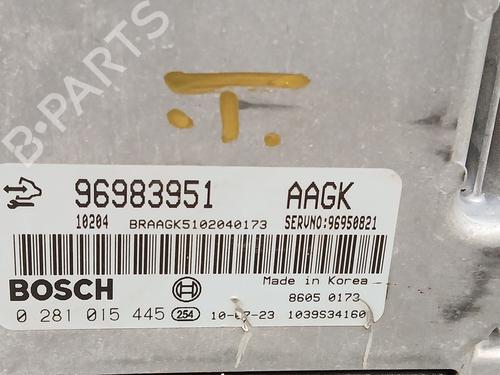 B-PARTS
96983951 AAGK
10204 BRAAGK5102040173 SERVNO:96950821
Made in Korea
BOSCH 8605 0173
0 281 015 445 254 10-07-23 1039S34160